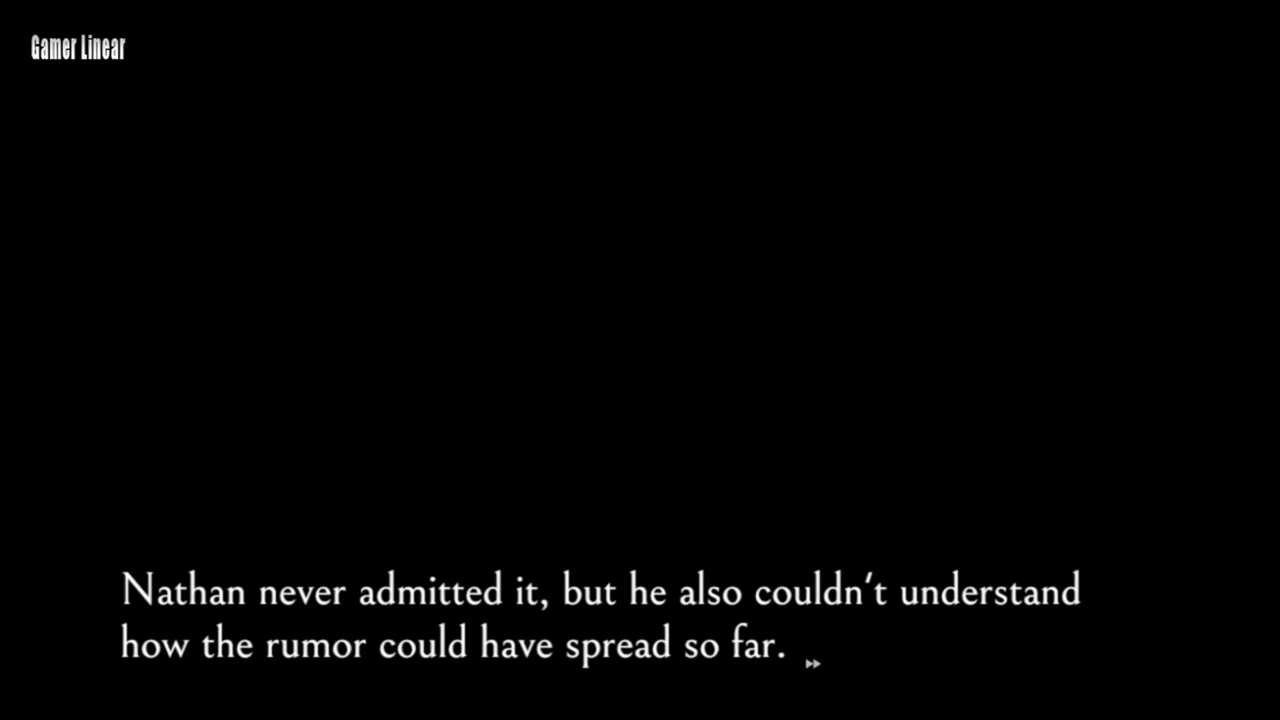 Gamer Linear
Nathan never admitted it, but he also couldn't understand
how the rumor could have spread so far.